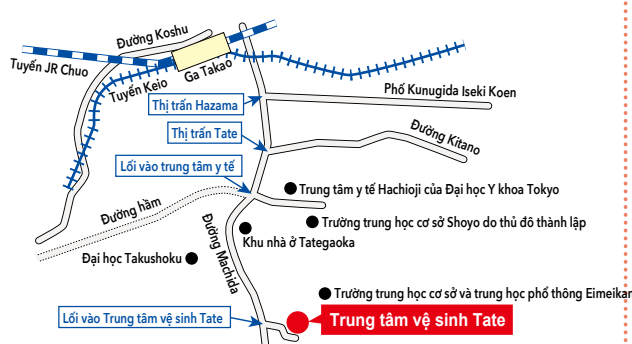 Đường Koshu
Tuyến JR Chuo
Ga Takao
Tuyến Keio
Thị trấn Hazama
Phố Kunugida Iseki Koen
Thị trấn Tate
Đường Kitano
Lối vào trung tâm y tế
Trung tâm y tế Hachioji của Đại học Y khoa Tokyo
Đường hầm
Trường trung học cơ sở Shoyo do thủ đô thành lập
Đường Machida
Khu nhà ở Tategaoka
Đại học Takushoku
Trường trung học cơ sở và trung học phổ thông Eimeikan
Lối vào Trung tâm vệ sinh Tate
Trung tâm vệ sinh Tate